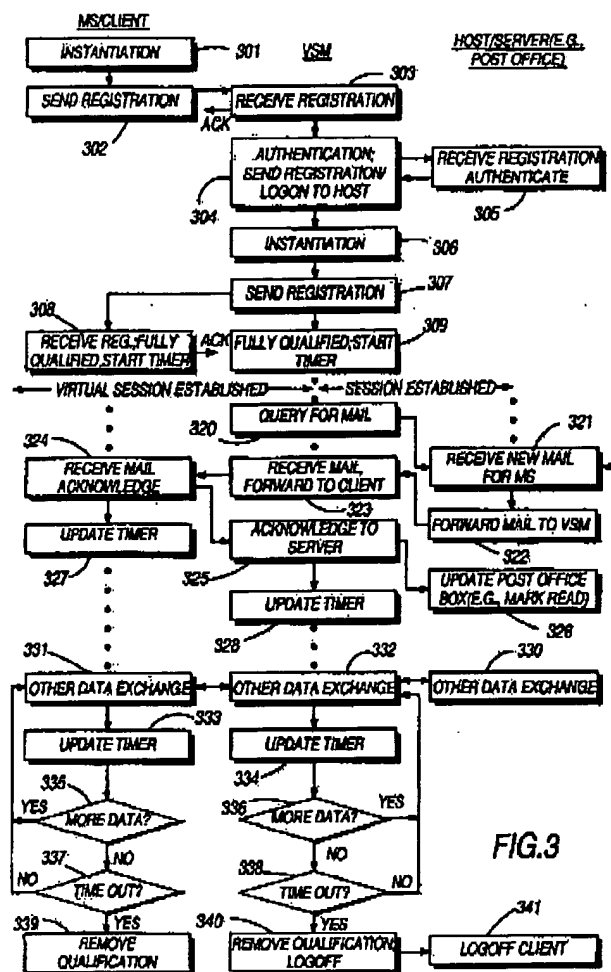 MS/CLIENT
VSM
HOST/SERVER(E.G.,
POST OFFICE)
INSTANTIATION
301
SEND REGISTRATION
302
303
RECEIVE REGISTRATION
ACK
AUTHENTICATION;
SEND REGISTRATION/
LOGON TO HOST
304
RECEIVE REGISTRATION
AUTHENTICATE
305
INSTANTIATION
306
SEND REGISTRATION
307
308
RECEIVE REG.;FULLY
QUALIFIED;START TIMER
ACK
309
FULLY QUALIFIED;START
TIMER
VIRTUAL SESSION ESTABLISHED
SESSION ESTABLISHED
QUERY FOR MAIL
320
321
RECEIVE NEW MAIL
FOR MS
324
RECEIVE MAIL
ACKNOWLEDGE
RECEIVE MAIL,
FORWARD TO CLIENT
323
FORWARD MAIL TO VSM
322
UPDATE TIMER
327
ACKNOWLEDGE TO
SERVER
325
UPDATE POST OFFICE
BOX(E.G., MARK READ)
326
UPDATE TIMER
328
331
OTHER DATA EXCHANGE
332
OTHER DATA EXCHANGE
330
OTHER DATA EXCHANGE
333
UPDATE TIMER
UPDATE TIMER
334
335
YES
MORE DATA?
NO
336
MORE DATA?
YES
NO
337
NO
TIME OUT?
YES
338
TIME OUT?
NO
YES
FIG.3
339
REMOVE
QUALIFICATION
340
REMOVE QUALIFICATION
LOGOFF
341
LOGOFF CLIENT